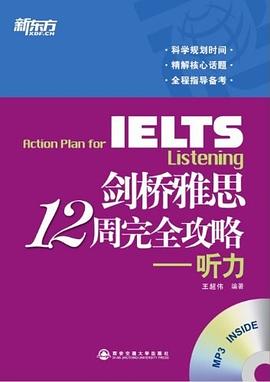 新东方
XDF.CN
·科学规划时间·
·精解核心话题·
·全程指导备考·
Action Plan for IELTS
Listening
剑桥雅思
12周完全攻略
——听力
王超伟 编著
MP3 INSIDE
西安交通大学出版社